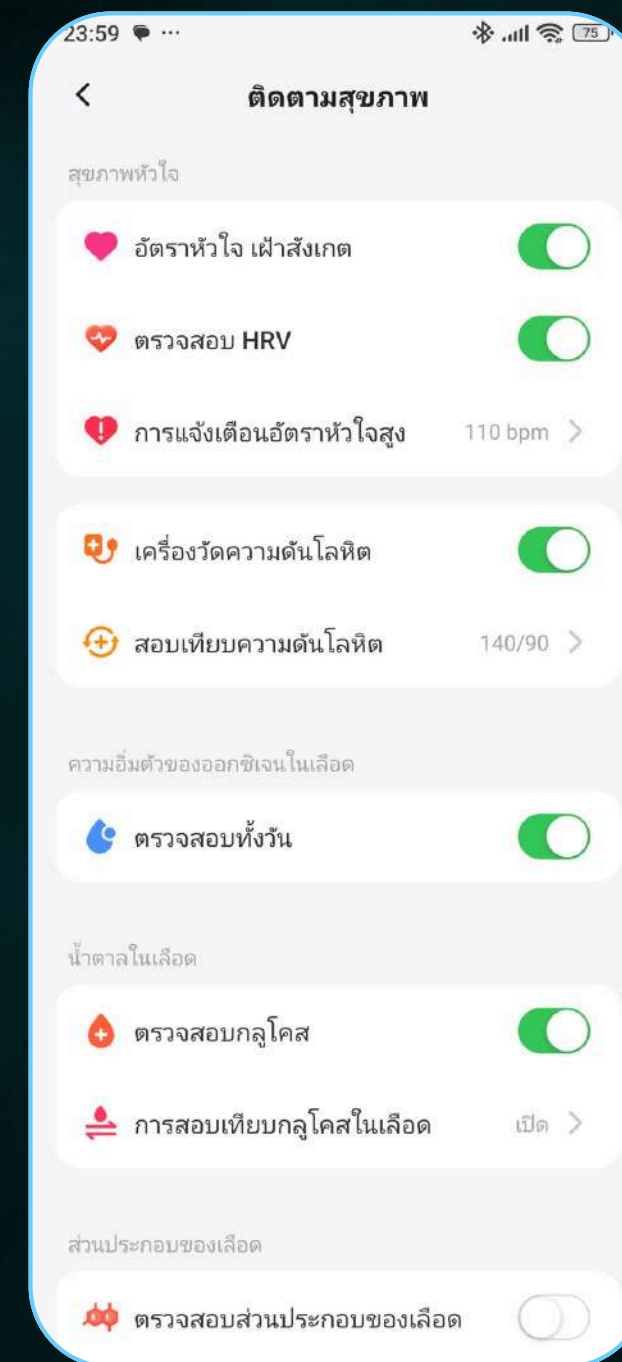 23:59 ...
75
ติดตามสุขภาพ
สุขภาพหัวใจ
อัตราหัวใจ เฝ้าสังเกต
ตรวจสอบ HRV
การแจ้งเตือนอัตราหัวใจสูง 110 bpm
เครื่องวัดความดันโลหิต
สอบเทียบความดันโลหิต 140/90
ความอิ่มตัวของออกซิเจนในเลือด
ตรวจสอบทั้งวัน
น้ำตาลในเลือด
ตรวจสอบกลูโคส
การสอบเทียบกลูโคสในเลือด เปิด
ส่วนประกอบของเลือด
ตรวจสอบส่วนประกอบของเลือด